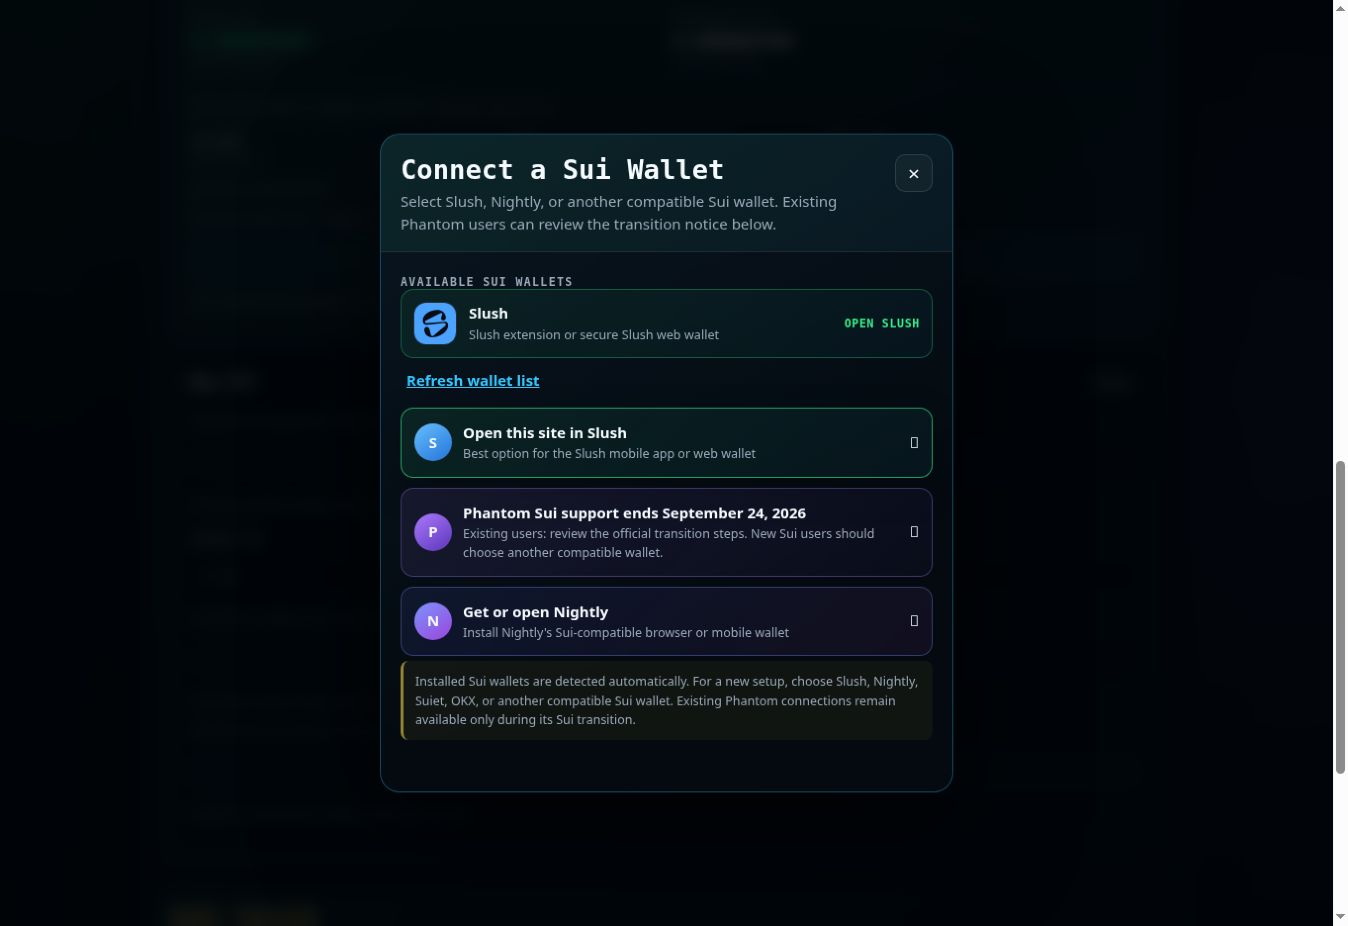 Connect a Sui Wallet
Select Slush, Nightly, or another compatible Sui wallet. Existing
Phantom users can review the transition notice below.
AVAILABLE SUI WALLETS
Slush
Slush extension or secure Slush web wallet
OPEN SLUSH
Refresh wallet list
S
Open this site in Slush
Best option for the Slush mobile app or web wallet
P
Phantom Sui support ends September 24, 2026
Existing users: review the official transition steps. New Sui users should
choose another compatible wallet.
N
Get or open Nightly
Install Nightly's Sui-compatible browser or mobile wallet
Installed Sui wallets are detected automatically. For a new setup, choose Slush, Nightly,
Suiet, OKX, or another compatible Sui wallet. Existing Phantom connections remain
available only during its Sui transition.